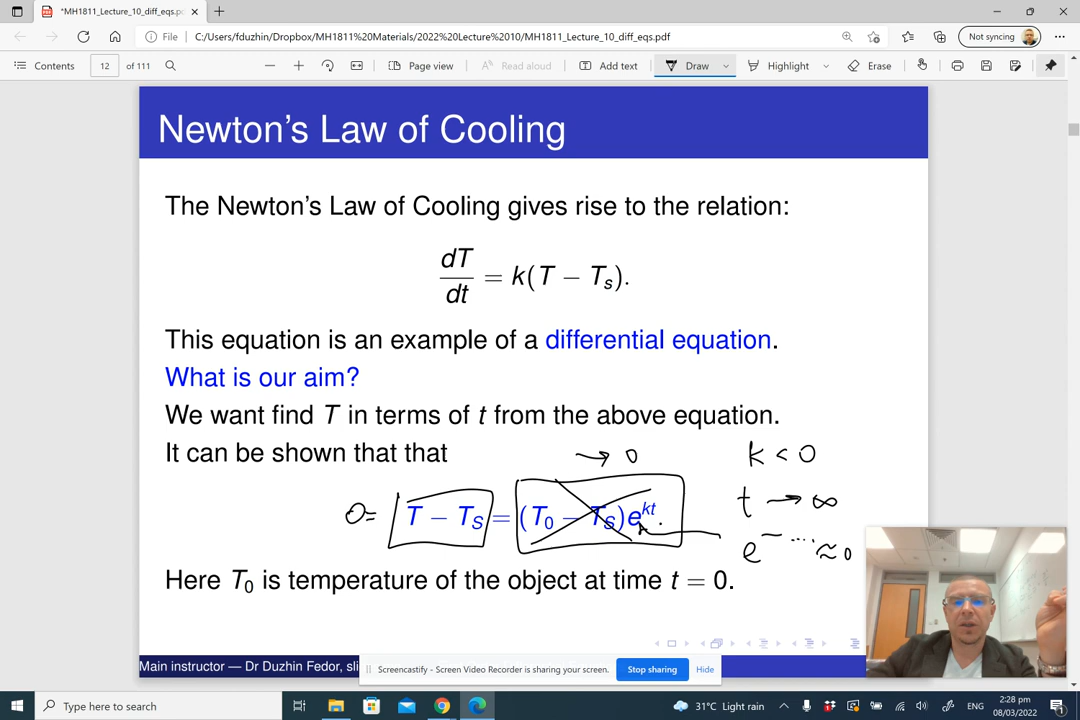 *MH1811_Lecture_10_diff_eqs.pd
File C:/Users/fduzhin/Dropbox/MH1811%20Materials/2022%20Lecture%2010/MH1811_Lecture_10_diff_eqs.pdf Not syncing
Contents 12 of 111 Page view Read aloud Add text Draw Highlight Erase
Newton's Law of Cooling
The Newton's Law of Cooling gives rise to the relation:
dT/dt = k(T − Ts).
This equation is an example of a differential equation.
What is our aim?
We want find T in terms of t from the above equation.
It can be shown that that
→ 0
k < 0
t → ∞
0 = T − TS = (T0 − TS)e^kt.
e^−.... ≈ 0
Here T0 is temperature of the object at time t = 0.
Main instructor — Dr Duzhin Fedor, sli
Screencastify - Screen Video Recorder is sharing your screen. Stop sharing Hide
Type here to search
31°C Light rain ENG 2:28 pm
08/03/2022